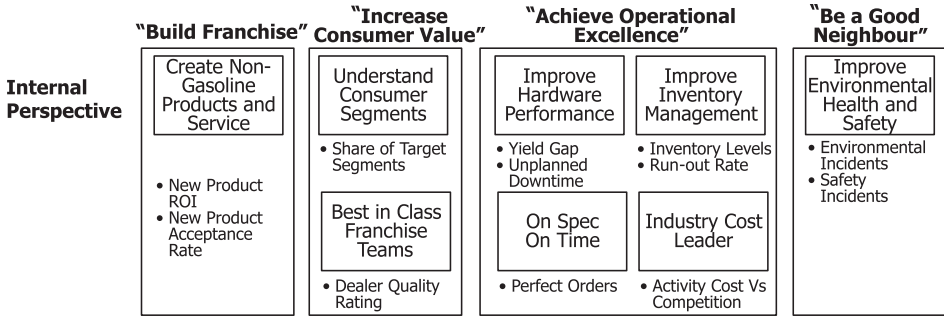 "Build Franchise"
"Increase
Consumer Value"
"Achieve Operational
Excellence"
"Be a Good
Neighbour"
Internal
Perspective
Create Non-
Gasoline
Products and
Service
• New Product
ROI
• New Product
Acceptance
Rate
Understand
Consumer
Segments
• Share of Target
Segments
Best in Class
Franchise
Teams
• Dealer Quality
Rating
Improve
Hardware
Performance
• Yield Gap
• Unplanned
Downtime
On Spec
On Time
• Perfect Orders
Improve
Inventory
Management
• Inventory Levels
• Run-out Rate
Industry Cost
Leader
• Activity Cost Vs
Competition
Improve
Environmental
Health and
Safety
• Environmental
Incidents
• Safety
Incidents